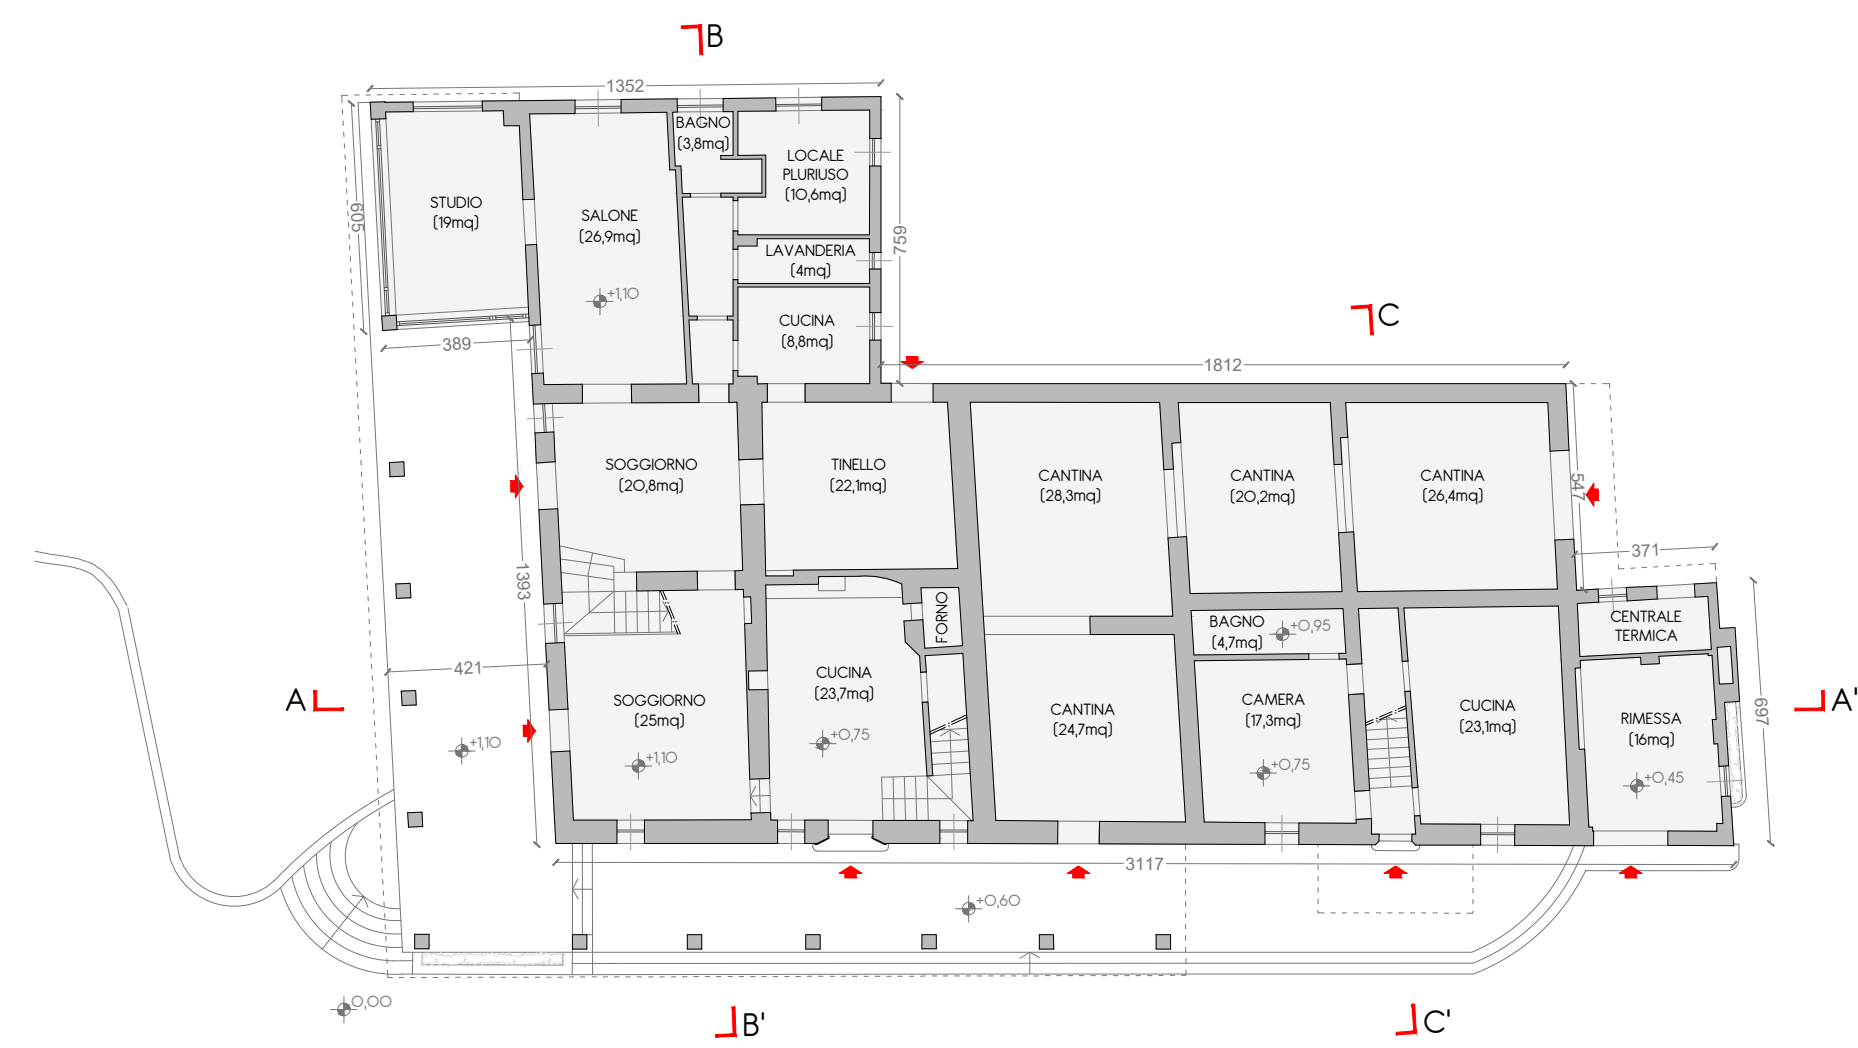 B
1352
BAGNO
(3,8mq)
LOCALE
PLURIUSO
(10,6mq)
STUDIO
(19mq)
SALONE
(26,9mq)
605
759
LAVANDERIA
(4mq)
+1,10
CUCINA
(8,8mq)
C
389
1812
SOGGIORNO
(20,8mq)
TINELLO
(22,1mq)
CANTINA
(28,3mq)
CANTINA
(20,2mq)
CANTINA
(26,4mq)
547
371
1393
FORNO
BAGNO
(4,7mq)
+0,95
CENTRALE
TERMICA
421
A
SOGGIORNO
(25mq)
CUCINA
(23,7mq)
CANTINA
(24,7mq)
CAMERA
(17,3mq)
CUCINA
(23,1mq)
RIMESSA
(16mq)
697
A'
+1,10
+1,10
+0,75
+0,75
+0,45
3117
+0,60
0,00
B'
C'